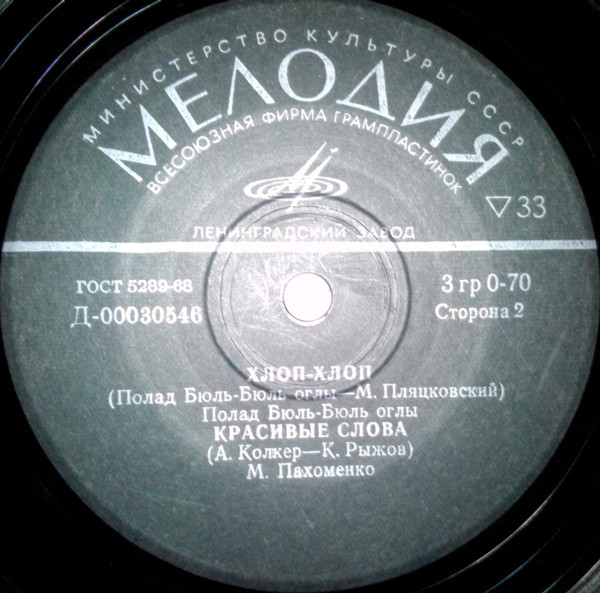 МИНИСТЕРСТВО КУЛЬТУРЫ СССР
МЕЛОДИЯ
ВСЕСОЮЗНАЯ ФИРМА ГРАМПЛАСТИНОК
▽33
ЛЕНИНГРАДСКИЙ ЗАВОД
ГОСТ 5289-68
3 гр 0-70
Д-00030546
Сторона 2
ХЛОП-ХЛОП
(Полад Бюль-Бюль оглы—М. Пляцковский)
Полад Бюль-Бюль оглы
КРАСИВЫЕ СЛОВА
(А. Колкер—К. Рыжов)
М. Пахоменко